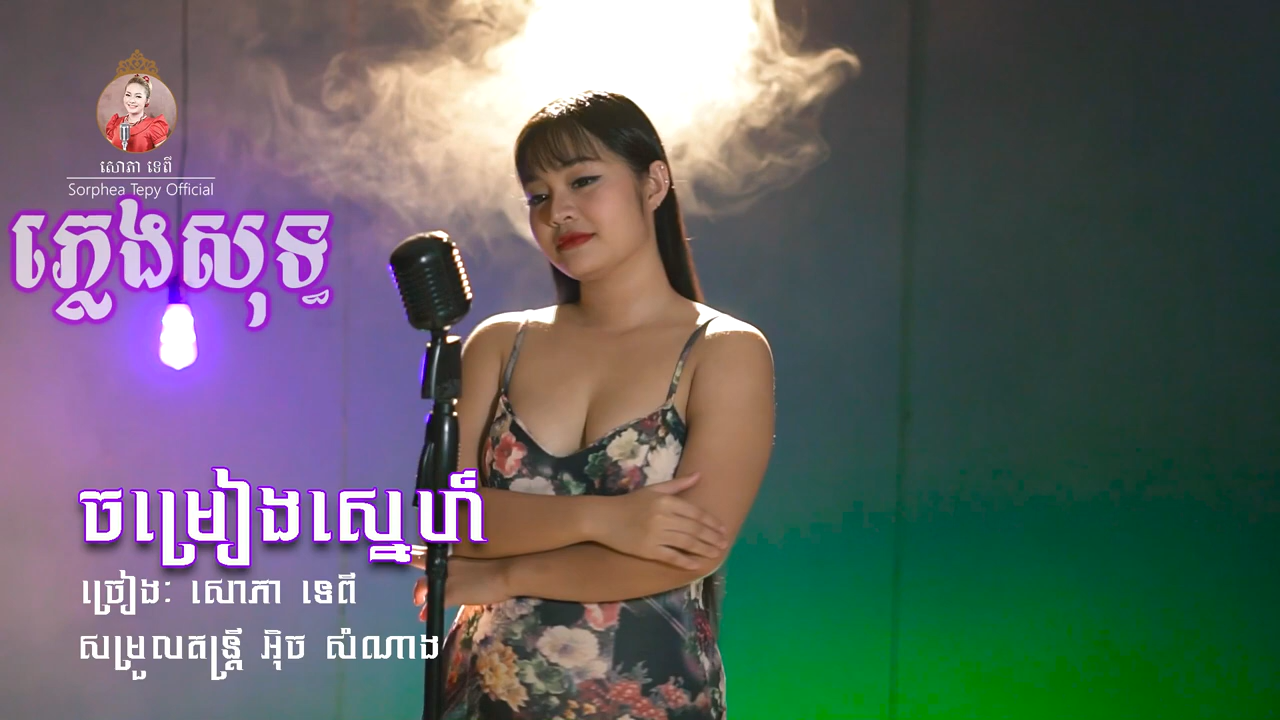 សោភា ទេពី
Sorphea Tepy Official
ភ្លេងសុទ្ធ
ចម្រៀងស្នេហ៍
ច្រៀងៈ សោភា ទេពី
សម្រួលតន្ត្រី អ៊ិច សំណាង